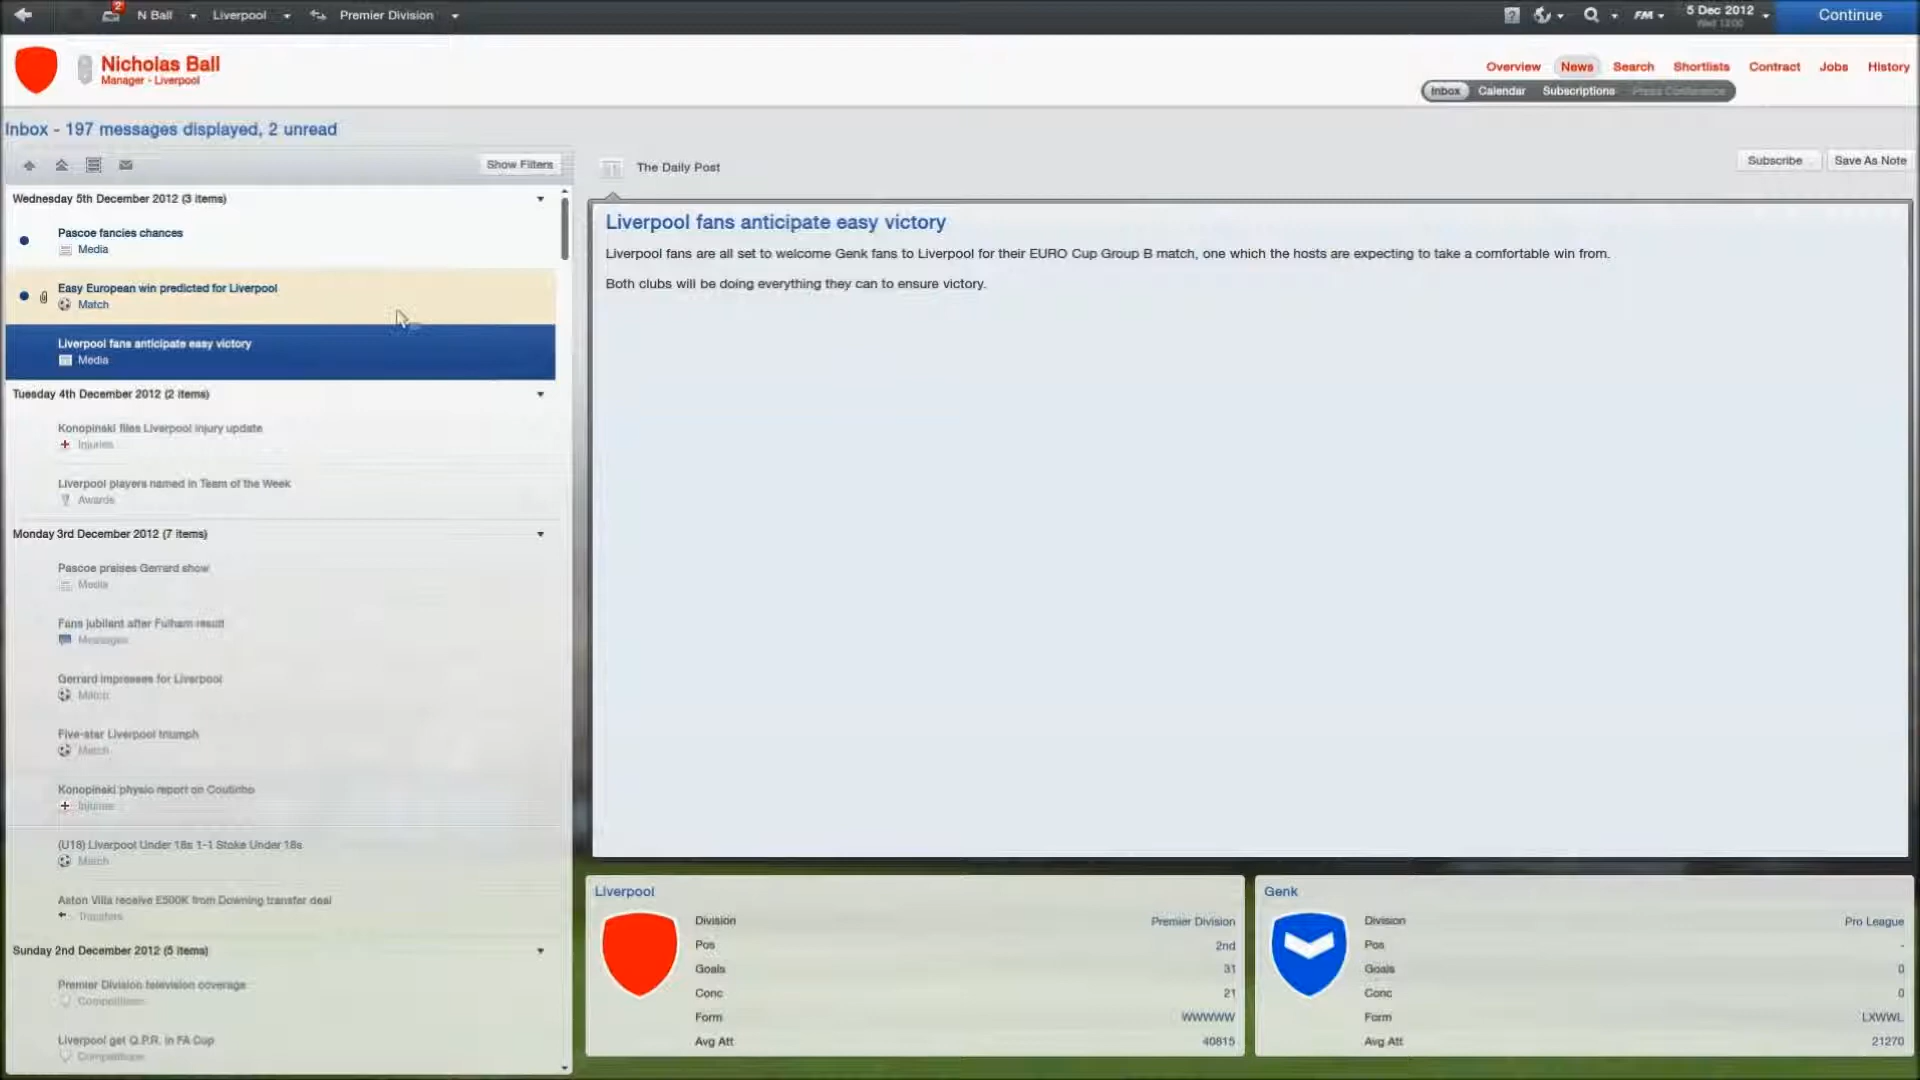 2
N Ball
Liverpool
Premier Division
FM
5 Dec 2012
Wed 12:00
Continue
Nicholas Ball
Manager - Liverpool
Overview News Search Shortlists Contract Jobs History
Inbox Calendar Subscriptions Press Conference
Inbox - 197 messages displayed, 2 unread
Show Filters
Wednesday 5th December 2012 (3 items)
Pascoe fancies chances
Media
Easy European win predicted for Liverpool
Match
Liverpool fans anticipate easy victory
Media
Tuesday 4th December 2012 (2 items)
Konopinski files Liverpool injury update
Injuries
Liverpool players named in Team of the Week
Awards
Monday 3rd December 2012 (7 items)
Pascoe praises Gerrard show
Media
Fans jubilant after Fulham result
Messages
Gerrard impresses for Liverpool
Match
Five-star Liverpool triumph
Match
Konopinski physio report on Coutinho
Injuries
(U18) Liverpool Under 18s 1-1 Stoke Under 18s
Match
Aston Villa receive £500K from Downing transfer deal
Transfers
Sunday 2nd December 2012 (5 items)
Premier Division television coverage
Competitions
Liverpool get Q.P.R. in FA Cup
Competitions
The Daily Post
Subscribe
Save As Note
Liverpool fans anticipate easy victory
Liverpool fans are all set to welcome Genk fans to Liverpool for their EURO Cup Group B match, one which the hosts are expecting to take a comfortable win from.
Both clubs will be doing everything they can to ensure victory.
Liverpool
Division Premier Division
Pos 2nd
Goals 31
Conc 21
Form WWWWW
Avg Att 40815
Genk
Division Pro League
Pos -
Goals 0
Conc 0
Form LXWWL
Avg Att 21270